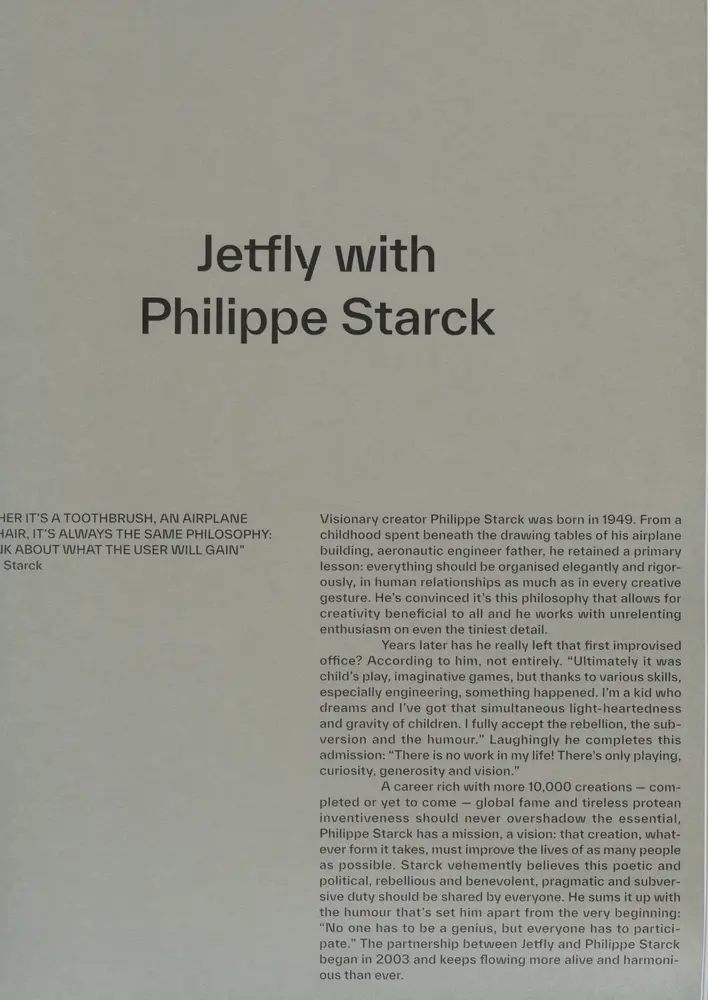 Jetfly with
Philippe Starck
HER IT'S A TOOTHBRUSH, AN AIRPLANE
HAIR, IT'S ALWAYS THE SAME PHILOSOPHY:
ABOUT WHAT THE USER WILL GAIN”
Starck
Visionary creator Philippe Starck was born in 1949. From a
childhood spent beneath the drawing tables of his airplane
building, aeronautic engineer father, he retained a primary
lesson: everything should be organised elegantly and rigor-
ously, in human relationships as much as in every creative
gesture. He's convinced it's this philosophy that allows for
creativity beneficial to all and he works with unrelenting
enthusiasm on even the tiniest detail.
Years later has he really left that first improvised
office? According to him, not entirely. “Ultimately it was
child's play, imaginative games, but thanks to various skills,
especially engineering, something happened. I'm a kid who
dreams and I've got that simultaneous light-heartedness
and gravity of children. I fully accept the rebellion, the sub-
version and the humour.” Laughingly he completes this
admission: “There is no work in my life! There's only playing,
curiosity, generosity and vision.”
A career rich with more 10,000 creations — com-
pleted or yet to come — global fame and tireless protean
inventiveness should never overshadow the essential,
Philippe Starck has a mission, a vision: that creation, what-
ever form it takes, must improve the lives of as many people
as possible. Starck vehemently believes this poetic and
political, rebellious and benevolent, pragmatic and subver-
sive duty should be shared by everyone. He sums it up with
the humour that's set him apart from the very beginning:
“No one has to be a genius, but everyone has to partici-
pate.” The partnership between Jetfly and Philippe Starck
began in 2003 and keeps flowing more alive and harmoni-
ous than ever.